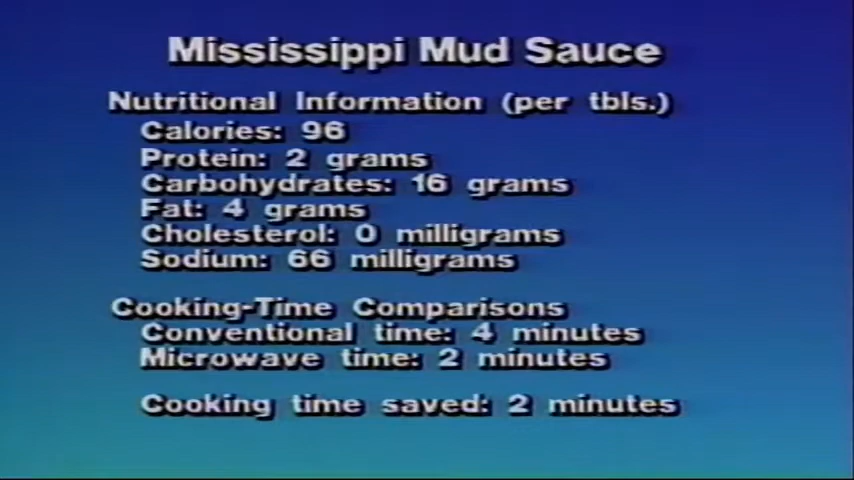 Mississippi Mud Sauce
Nutritional Information (per tbls.)
Calories: 96
Protein: 2 grams
Carbohydrates: 16 grams
Fat: 4 grams
Cholesterol: 0 milligrams
Sodium: 66 milligrams
Cooking-Time Comparisons
Conventional time: 4 minutes
Microwave time: 2 minutes
Cooking time saved: 2 minutes